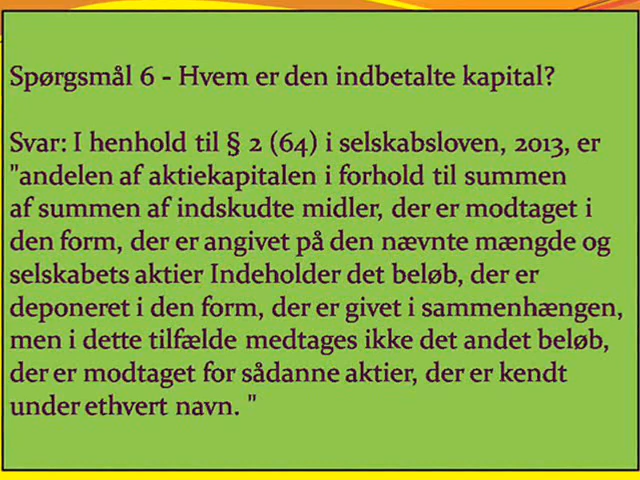 Spørgsmål 6 - Hvem er den indbetalte kapital?
Svar: I henhold til § 2 (64) i selskabsloven, 2013, er
"andelen af aktiekapitalen i forhold til summen
af summen af indskudte midler, der er modtaget i
den form, der er angivet på den nævnte mængde og
selskabets aktier Indeholder det beløb, der er
deponeret i den form, der er givet i sammenhængen,
men i dette tilfælde medtages ikke det andet beløb,
der er modtaget for sådanne aktier, der er kendt
under ethvert navn. "